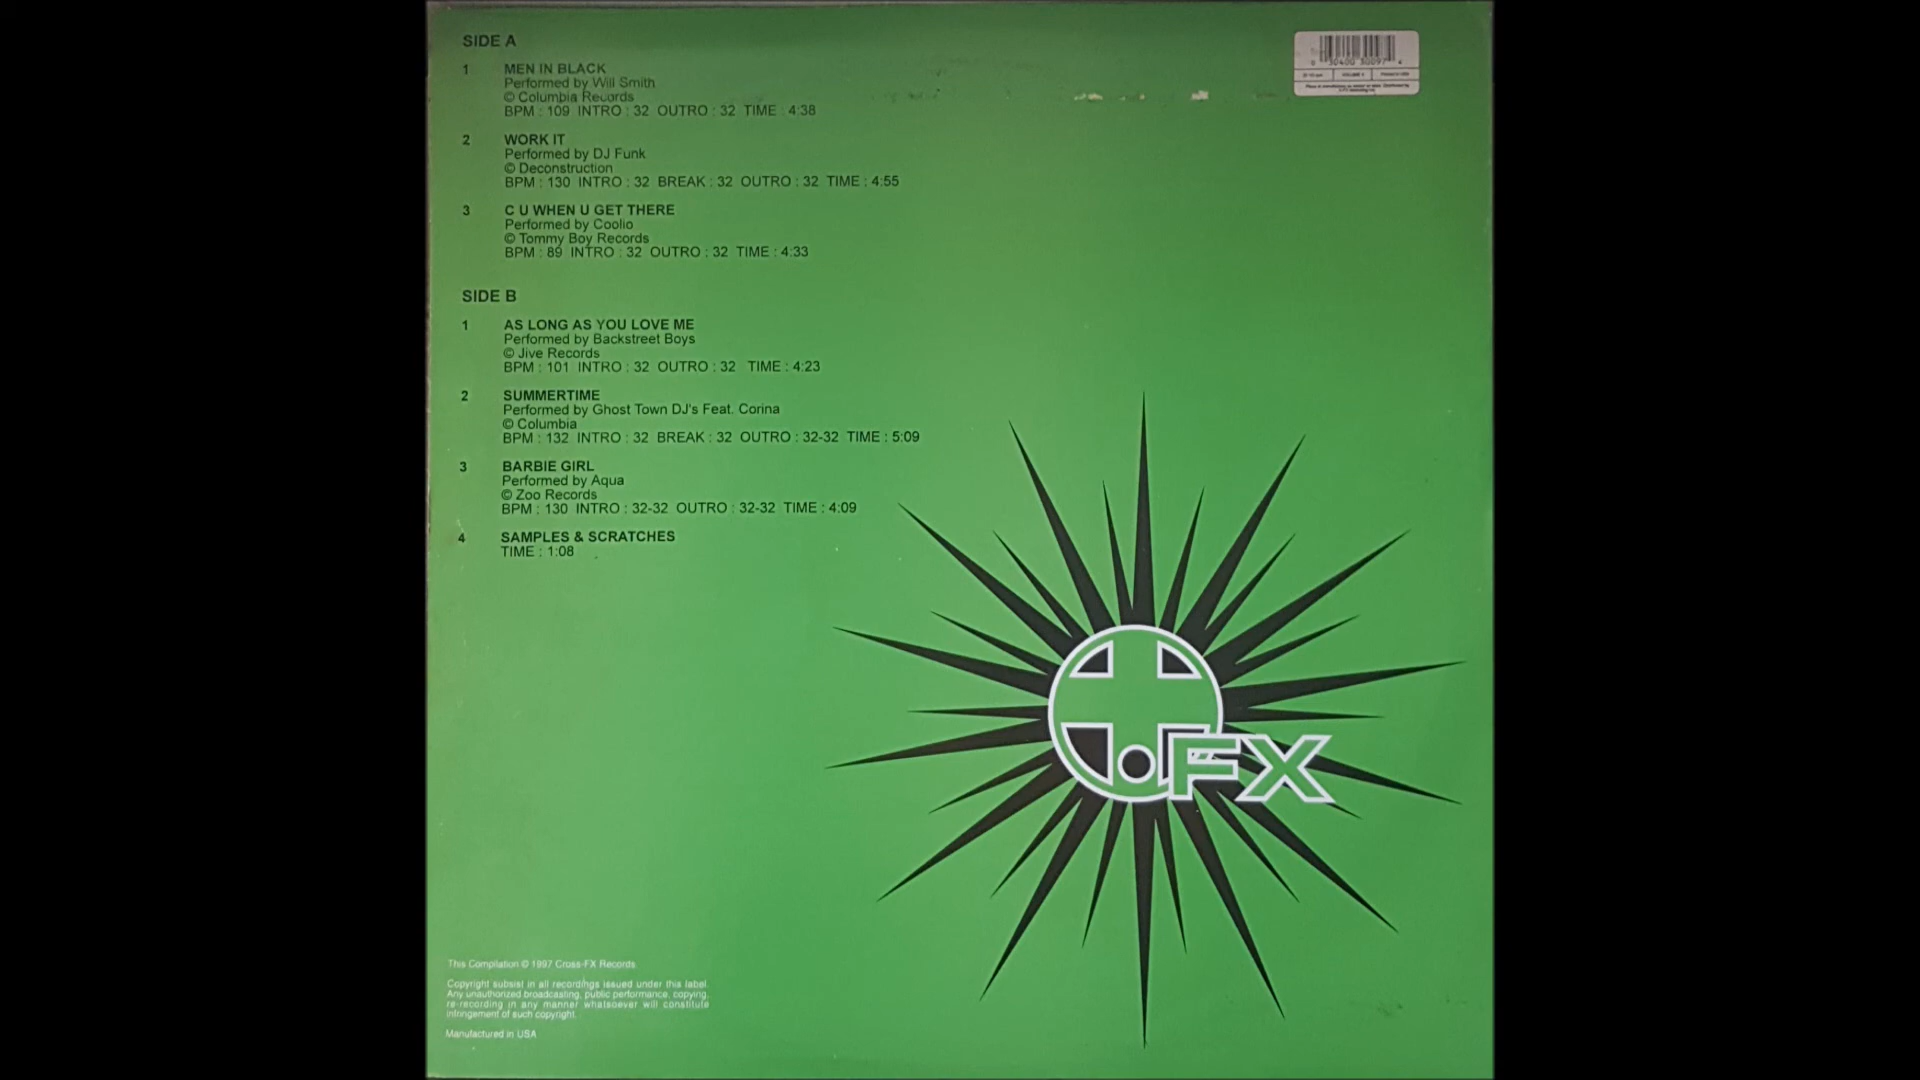 SIDE A
1 MEN IN BLACK
Performed by Will Smith
© Columbia Records
BPM : 109 INTRO : 32 OUTRO : 32 TIME : 4:38
2 WORK IT
Performed by DJ Funk
© Deconstruction
BPM : 130 INTRO : 32 BREAK : 32 OUTRO : 32 TIME : 4:55
3 C U WHEN U GET THERE
Performed by Coolio
© Tommy Boy Records
BPM : 89 INTRO : 32 OUTRO : 32 TIME : 4:33
SIDE B
1 AS LONG AS YOU LOVE ME
Performed by Backstreet Boys
© Jive Records
BPM : 101 INTRO : 32 OUTRO : 32 TIME : 4:23
2 SUMMERTIME
Performed by Ghost Town DJ's Feat. Corina
© Columbia
BPM : 132 INTRO : 32 BREAK : 32 OUTRO : 32-32 TIME : 5:09
3 BARBIE GIRL
Performed by Aqua
© Zoo Records
BPM : 130 INTRO : 32-32 OUTRO : 32-32 TIME : 4:09
4 SAMPLES & SCRATCHES
TIME : 1:08
.FX
This Compilation © 1997 Cross-FX Records
Copyright subsist in all recordings issued under this label.
Any unauthorized broadcasting, public performance, copying,
re-recording in any manner whatsoever will constitute
infringement of such copyright.
Manufactured in USA